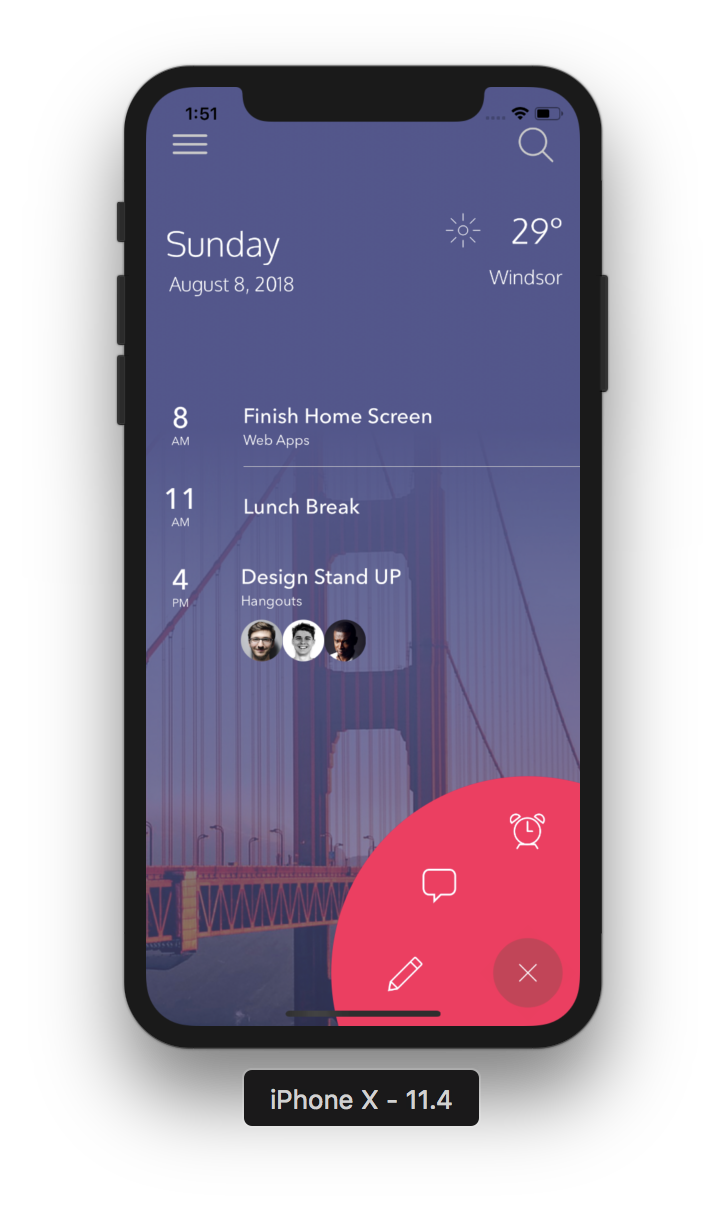 1:51
Sunday
29°
August 8, 2018
Windsor
8
AM
Finish Home Screen
Web Apps
11
AM
Lunch Break
4
PM
Design Stand UP
Hangouts
iPhone X - 11.4